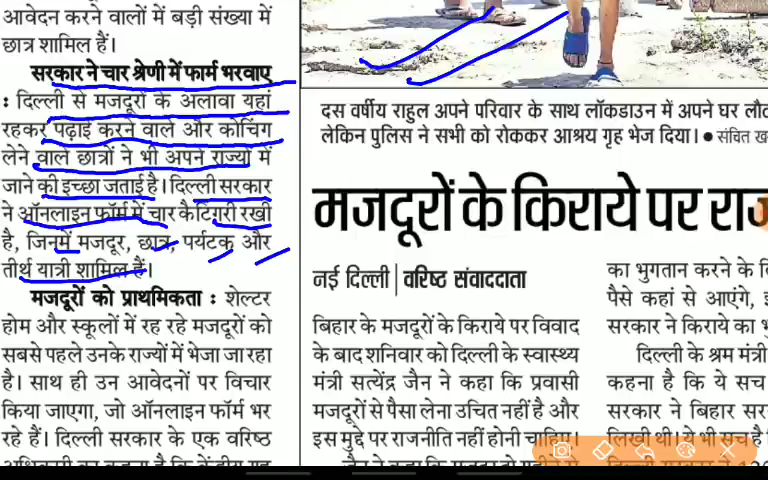 आवेदन करने वालों में बड़ी संख्या में
छात्र शामिल हैं।
सरकार ने चार श्रेणी में फार्म भरवाए
: दिल्ली से मजदूरों के अलावा यहां
रहकर पढ़ाई करने वाले और कोचिंग
लेने वाले छात्रों ने भी अपने राज्यों में
जाने की इच्छा जताई है। दिल्ली सरकार
ने ऑनलाइन फॉर्म में चार कैटिगरी रखी
है, जिनमें मजदूर, छात्र, पर्यटक और
तीर्थ यात्री शामिल हैं।
मजदूरों को प्राथमिकता : शेल्टर
होम और स्कूलों में रह रहे मजदूरों को
सबसे पहले उनके राज्यों में भेजा जा रहा
है। साथ ही उन आवेदनों पर विचार
किया जाएगा, जो ऑनलाइन फॉर्म भर
रहे हैं। दिल्ली सरकार के एक वरिष्ठ
दस वर्षीय राहुल अपने परिवार के साथ लॉकडाउन में अपने घर
लेकिन पुलिस ने सभी को रोककर आश्रय गृह भेज दिया। ● संचित
मजदूरों के किराये पर
नई दिल्ली | वरिष्ठ संवाददाता
बिहार के मजदूरों के किराये पर विवाद
के बाद शनिवार को दिल्ली के स्वास्थ्य
मंत्री सत्येंद्र जैन ने कहा कि प्रवासी
मजदूरों से पैसा लेना उचित नहीं है और
इस मुद्दे पर राजनीति नहीं होनी चाहिए।
का भुगतान करने के
पैसे कहां से आएंगे,
सरकार ने किराये का
दिल्ली के श्रम मंत्री
कहना है कि ये सच
सरकार ने बिहार
लिखी थी। ये भी सच है